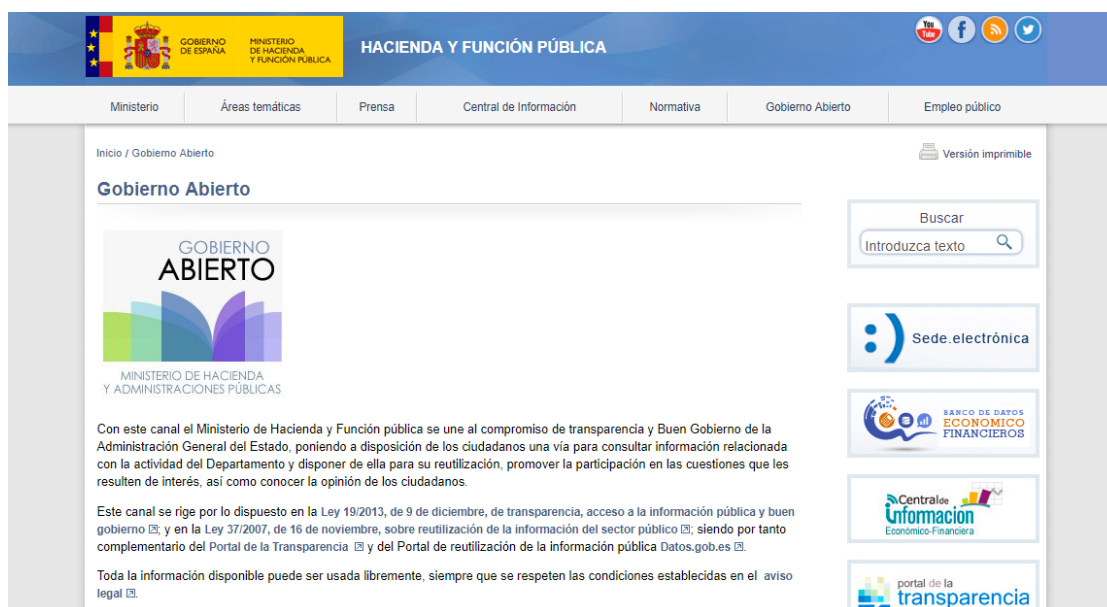 GOBIERNO
DE ESPAÑA
MINISTERIO
DE HACIENDA
Y FUNCIÓN PÚBLICA
HACIENDA Y FUNCIÓN PÚBLICA
You
Tube
Ministerio
Áreas temáticas
Prensa
Central de Información
Normativa
Gobierno Abierto
Empleo público
Inicio / Gobierno Abierto
Versión imprimible
Gobierno Abierto
GOBIERNO
ABIERTO
MINISTERIO DE HACIENDA
Y ADMINISTRACIONES PÚBLICAS
Con este canal el Ministerio de Hacienda y Función pública se une al compromiso de transparencia y Buen Gobierno de la
Administración General del Estado, poniendo a disposición de los ciudadanos una vía para consultar información relacionada
con la actividad del Departamento y disponer de ella para su reutilización, promover la participación en las cuestiones que les
resulten de interés, así como conocer la opinión de los ciudadanos.
Este canal se rige por lo dispuesto en la Ley 19/2013, de 9 de diciembre, de transparencia, acceso a la información pública y buen
gobierno; y en la Ley 37/2007, de 16 de noviembre, sobre reutilización de la información del sector público; siendo por tanto
complementario del Portal de la Transparencia y del Portal de reutilización de la información pública Datos.gob.es.
Toda la información disponible puede ser usada libremente, siempre que se respeten las condiciones establecidas en el aviso
legal.
Buscar
Introduzca texto
:) Sede.electrónica
BANCO DE DATOS
ECONOMICO
FINANCIEROS
Central de
información
Económico-Financiera
portal de la
transparencia